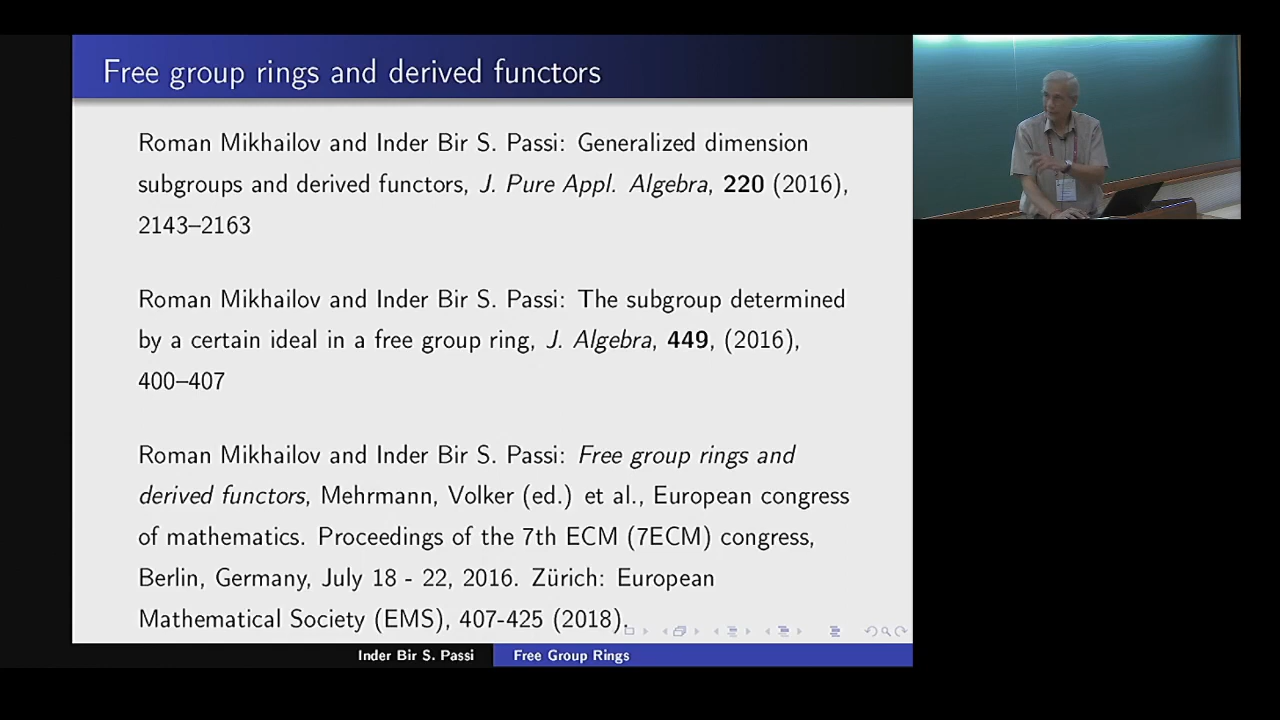 Free group rings and derived functors
Roman Mikhailov and Inder Bir S. Passi: Generalized dimension
subgroups and derived functors, J. Pure Appl. Algebra, 220 (2016),
2143–2163
Roman Mikhailov and Inder Bir S. Passi: The subgroup determined
by a certain ideal in a free group ring, J. Algebra, 449, (2016),
400–407
Roman Mikhailov and Inder Bir S. Passi: Free group rings and
derived functors, Mehrmann, Volker (ed.) et al., European congress
of mathematics. Proceedings of the 7th ECM (7ECM) congress,
Berlin, Germany, July 18 - 22, 2016. Zürich: European
Mathematical Society (EMS), 407-425 (2018).
Inder Bir S. Passi
Free Group Rings